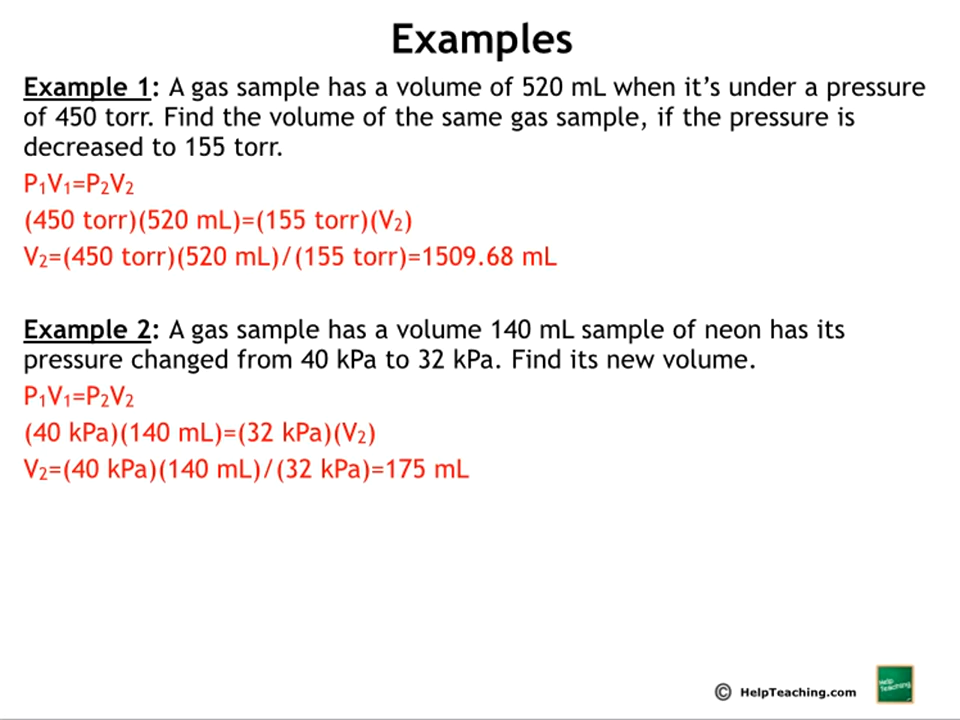 Examples
Example 1: A gas sample has a volume of 520 mL when it’s under a pressure
of 450 torr. Find the volume of the same gas sample, if the pressure is
decreased to 155 torr.
P₁V₁=P₂V₂
(450 torr)(520 mL)=(155 torr)(V₂)
V₂=(450 torr)(520 mL)/(155 torr)=1509.68 mL
Example 2: A gas sample has a volume 140 mL sample of neon has its
pressure changed from 40 kPa to 32 kPa. Find its new volume.
P₁V₁=P₂V₂
(40 kPa)(140 mL)=(32 kPa)(V₂)
V₂=(40 kPa)(140 mL)/(32 kPa)=175 mL
© HelpTeaching.com
Help
Teaching